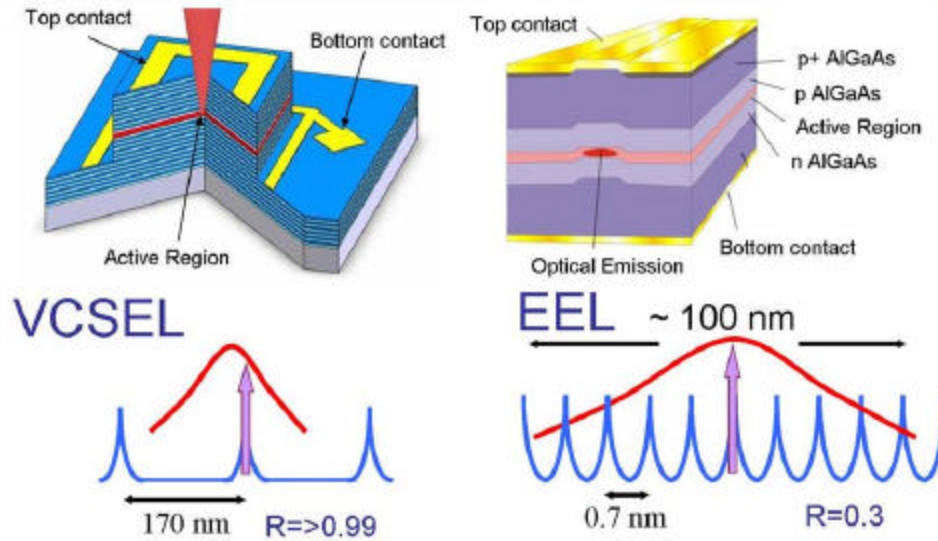 Top contact
Bottom contact
Active Region
Top contact
p+ AlGaAs
p AlGaAs
Active Region
n AlGaAs
Bottom contact
Optical Emission
VCSEL
EEL ~ 100 nm
170 nm
R=>0.99
0.7 nm
R=0.3